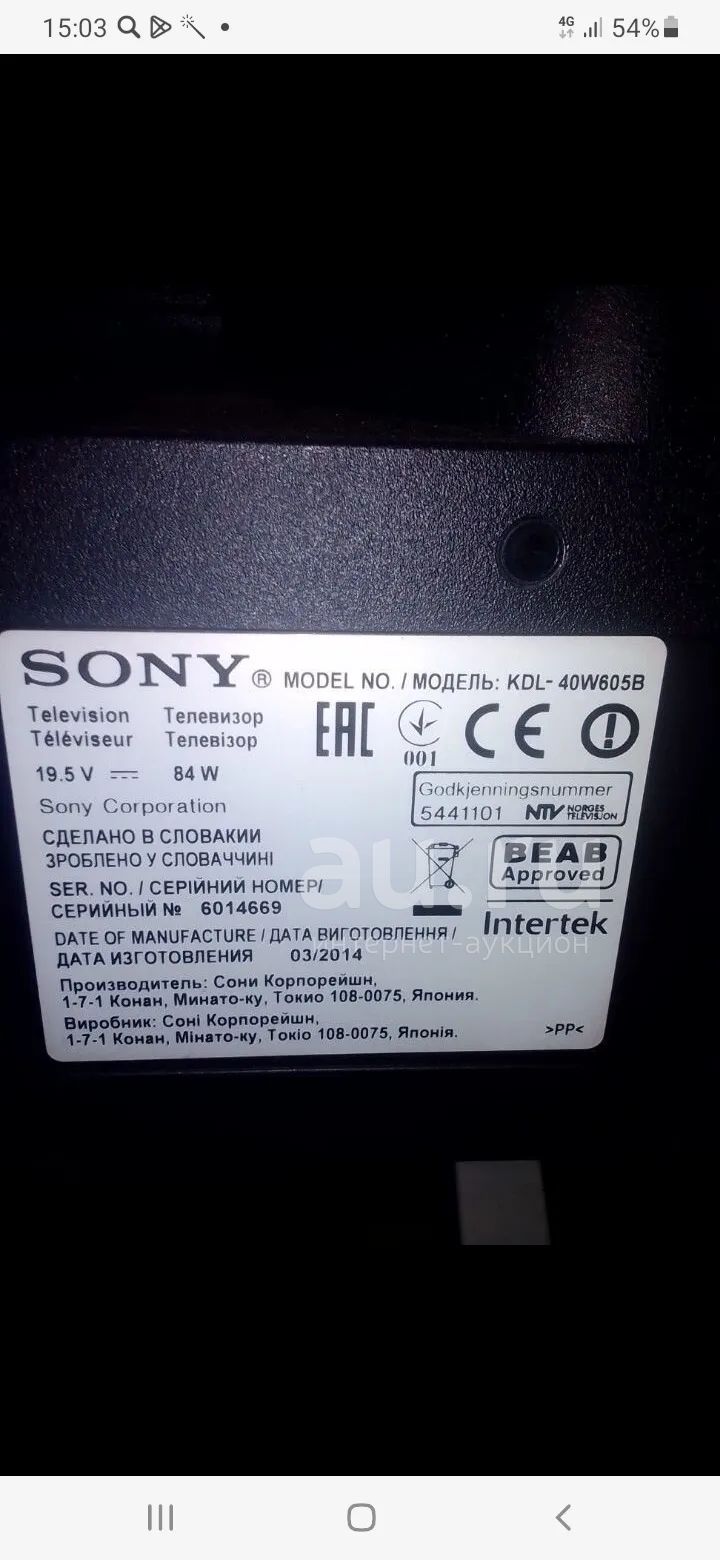 15:03
4G
54%
SONY® MODEL NO. / МОДЕЛЬ: KDL- 40W605B
Television Телевизор
Téléviseur Телевізор
EAC
001
CE
19.5 V 84 W
Sony Corporation
Godkjenningsnummer
5441101 NTV NORGES TELEVISJON
СДЕЛАНО В СЛОВАКИИ
ЗРОБЛЕНО У СЛОВАЧЧИНІ
BEAB
Approved
SER. NO. / СЕРІЙНИЙ НОМЕР/
СЕРИЙНЫЙ № 6014669
Intertek
DATE OF MANUFACTURE / ДАТА ВИГОТОВЛЕННЯ /
ДАТА ИЗГОТОВЛЕНИЯ 03/2014
Производитель: Сони Корпорейшн,
1-7-1 Конан, Минато-ку, Токио 108-0075, Япония.
Виробник: Соні Корпорейшн,
1-7-1 Конан, Мінато-ку, Токіо 108-0075, Японія.
>PP<
au.ru
интернет-аукцион